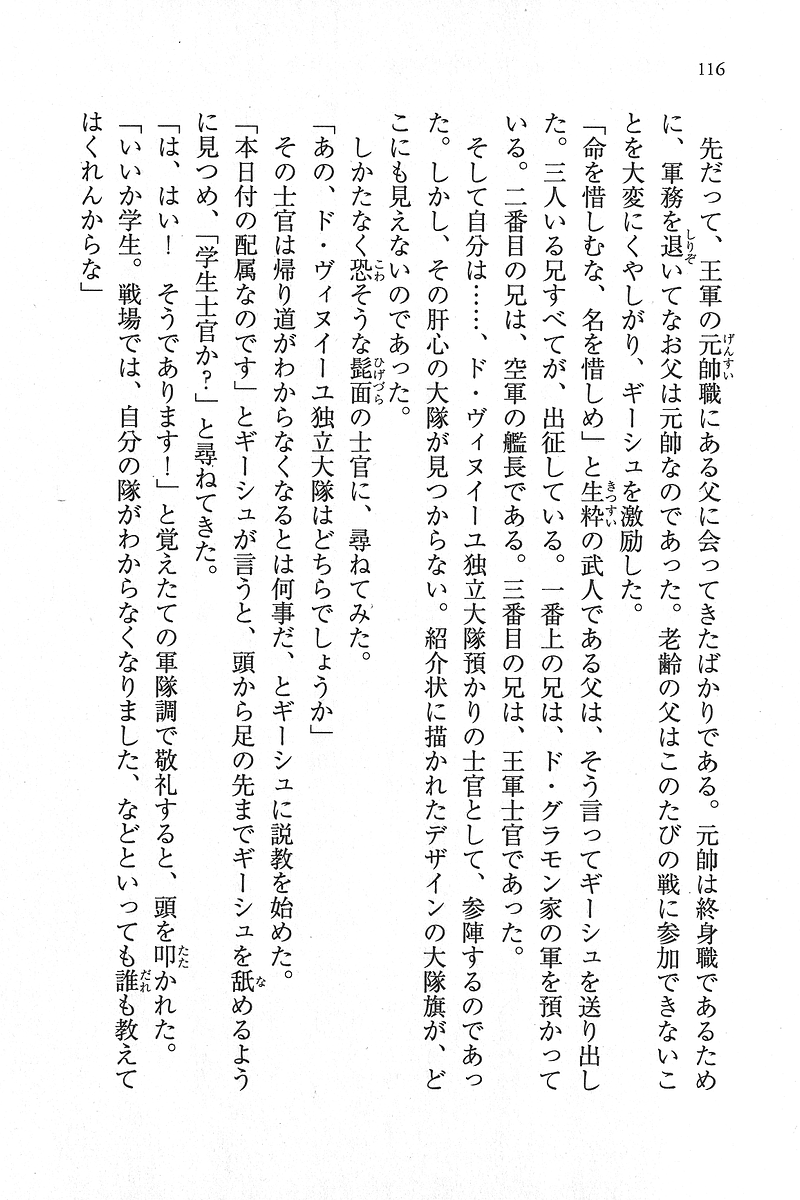 116
先だって、王軍の元帥職にある父に会ってきたばかりである。元帥は終身職であるため
に、軍務を退いてなお父は元帥なのであった。老齢の父はこのたびの戦に参加できないこ
とを大変にくやしがり、ギーシュを激励した。
「命を惜しむな、名を惜しめ」と生粋の武人である父は、そう言ってギーシュを送り出し
た。三人いる兄すべてが、出征している。一番上の兄は、ド・グラモン家の軍を預かって
いる。二番目の兄は、空軍の艦長である。三番目の兄は、王軍士官であった。
そして自分は……、ド・ヴィヌイーユ独立大隊預かりの士官として、参陣するのであっ
た。しかし、その肝心の大隊が見つからない。紹介状に描かれたデザインの大隊旗が、ど
こにも見えないのであった。
しかたなく恐そうな髭面の士官に、尋ねてみた。
「あの、ド・ヴィヌイーユ独立大隊はどちらでしょうか」
その士官は帰り道がわからなくなるとは何事だ、とギーシュに説教を始めた。
「本日付の配属なのです」とギーシュが言うと、頭から足の先までギーシュを舐めるよう
に見つめ、「学生士官か?」と尋ねてきた。
「は、はい！　そうであります！」と覚えたての軍隊調で敬礼すると、頭を叩かれた。
「いいか学生。戦場では、自分の隊がわからなくなりました、などといっても誰も教えて
はくれんからな」